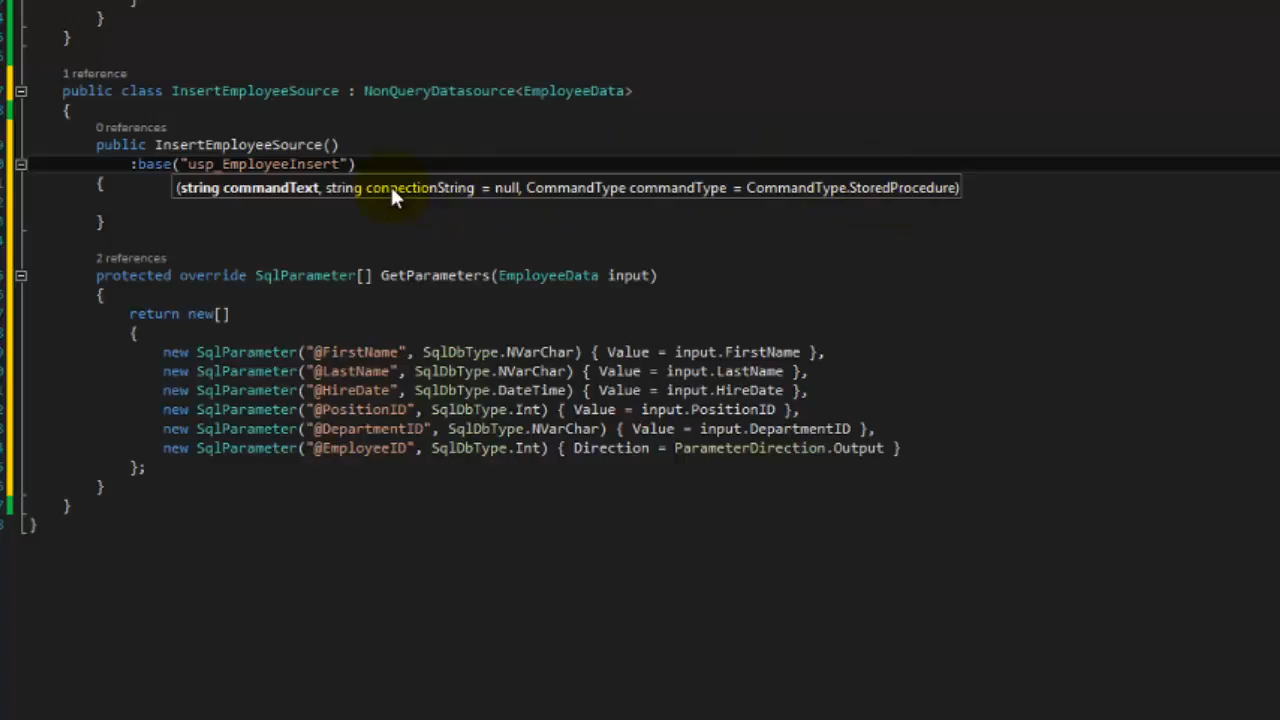 }
}
1 reference
public class InsertEmployeeSource : NonQueryDatasource<EmployeeData>
{
0 references
public InsertEmployeeSource()
:base("usp_EmployeeInsert")
{
(string commandText, string connectionString = null, CommandType commandType = CommandType.StoredProcedure)
}
2 references
protected override SqlParameter[] GetParameters(EmployeeData input)
{
return new[]
{
new SqlParameter("@FirstName", SqlDbType.NVarChar) { Value = input.FirstName },
new SqlParameter("@LastName", SqlDbType.NVarChar) { Value = input.LastName },
new SqlParameter("@HireDate", SqlDbType.DateTime) { Value = input.HireDate },
new SqlParameter("@PositionID", SqlDbType.Int) { Value = input.PositionID },
new SqlParameter("@DepartmentID", SqlDbType.NVarChar) { Value = input.DepartmentID },
new SqlParameter("@EmployeeID", SqlDbType.Int) { Direction = ParameterDirection.Output }
};
}
}
}